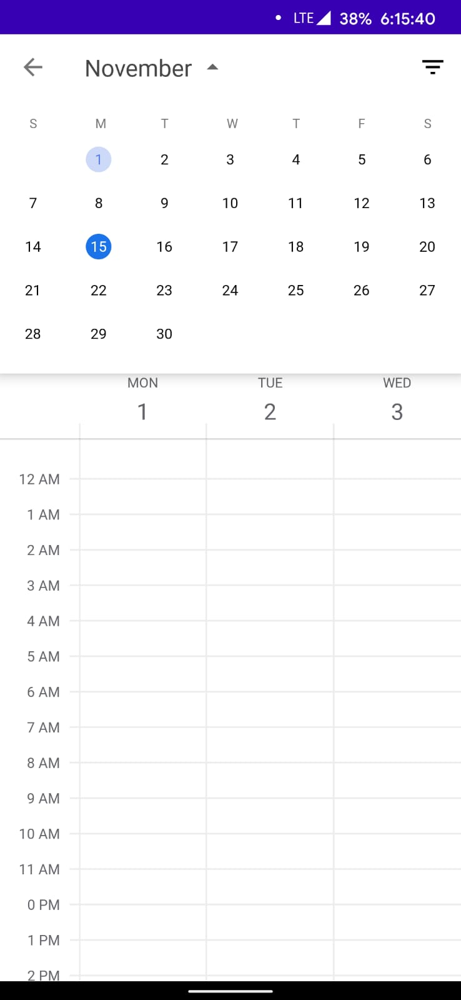 LTE 38% 6:15:40
November
S M T W T F S
1 2 3 4 5 6
7 8 9 10 11 12 13
14 15 16 17 18 19 20
21 22 23 24 25 26 27
28 29 30
MON TUE WED
1 2 3
12 AM
1 AM
2 AM
3 AM
4 AM
5 AM
6 AM
7 AM
8 AM
9 AM
10 AM
11 AM
0 PM
1 PM
2 PM